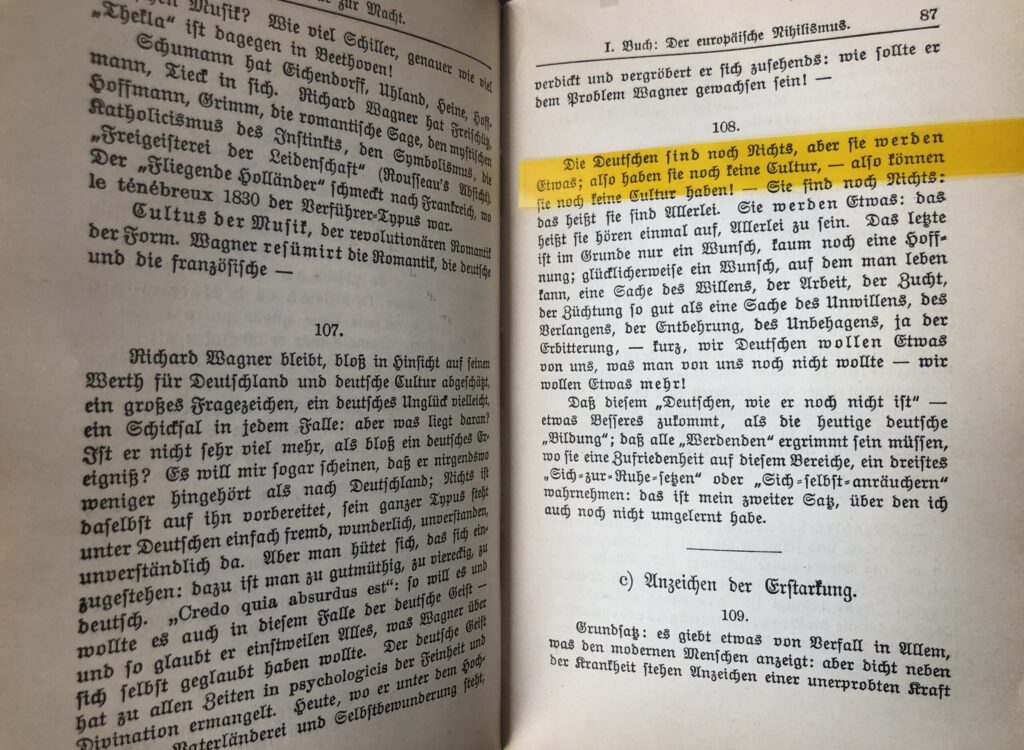 zur Macht.
Musik? Wie viel Schiller, genauer wie viel
„Thekla“ ist dagegen in Beethoven!
Schumann hat Eichendorff, Uhland, Heine, Hoff-
mann, Tieck in sich. Richard Wagner hat Freischütz,
Hoffmann, Grimm, die romantische Sage, den mystischen
Katholicismus des Instinkts, den Symbolismus, die
„Freigeisterei der Leidenschaft“ (Rousseau's Absicht).
Der „Fliegende Holländer“ schmeckt nach Frankreich, wo
le ténébreux 1830 der Verführer-Typus war.
Cultus der Musik, der revolutionären Romantik
der Form. Wagner resümirt die Romantik, die deutsche
und die französische —
107.
Richard Wagner bleibt, bloß in Hinsicht auf seinen
Werth für Deutschland und deutsche Cultur abgeschätzt,
ein großes Fragezeichen, ein deutsches Unglück vielleicht,
ein Schicksal in jedem Falle: aber was liegt daran?
Ist er nicht sehr viel mehr, als bloß ein deutsches Er-
eigniß? Es will mir sogar scheinen, daß er nirgendswo
weniger hingehört als nach Deutschland; Nichts ist
daselbst auf ihn vorbereitet, sein ganzer Typus steht
unter Deutschen einfach fremd, wunderlich, unverstanden,
unverständlich da. Aber man hütet sich, das sich ein-
zugestehen: dazu ist man zu gutmüthig, zu viereckig, zu
deutsch. „Credo quia absurdus est“: so will es und
wollte es auch in diesem Falle der deutsche Geist —
und so glaubt er einstweilen Alles, was Wagner über
sich selbst geglaubt haben wollte. Der deutsche Geist
hat zu allen Zeiten in psychologicis der Feinheit und
Divination ermangelt. Heute, wo er unter dem Hoch-
Vaterländerei und Selbstbewunderung steht,
I. Buch: Der europäische Nihilismus. 87
verdickt und vergröbert er sich zusehends: wie sollte er
dem Problem Wagner gewachsen sein! —
108.
Die Deutschen sind noch Nichts, aber sie werden
Etwas; also haben sie noch keine Cultur, — also können
sie noch keine Cultur haben! — Sie sind noch Nichts:
das heißt sie sind Allerlei. Sie werden Etwas: das
heißt sie hören einmal auf, Allerlei zu sein. Das letzte
ist im Grunde nur ein Wunsch, kaum noch eine Hoff-
nung; glücklicherweise ein Wunsch, auf dem man leben
kann, eine Sache des Willens, der Arbeit, der Zucht,
der Züchtung so gut als eine Sache des Unwillens, des
Verlangens, der Entbehrung, des Unbehagens, ja der
Erbitterung, — kurz, wir Deutschen wollen Etwas
von uns, was man von uns noch nicht wollte — wir
wollen Etwas mehr!
Daß diesem „Deutschen, wie er noch nicht ist“ —
etwas Besseres zukommt, als die heutige deutsche
„Bildung“; daß alle „Werdenden“ ergrimmt sein müssen,
wo sie eine Zufriedenheit auf diesem Bereiche, ein dreistes
„Sich-zur-Ruhe-setzen“ oder „Sich-selbst-anräuchern“
wahrnehmen: das ist mein zweiter Satz, über den ich
auch noch nicht umgelernt habe.
c) Anzeichen der Erstarkung.
109.
Grundsatz: es giebt etwas von Verfall in Allem,
was den modernen Menschen anzeigt: aber dicht neben
der Krankheit stehen Anzeichen einer unerprobten Kraft